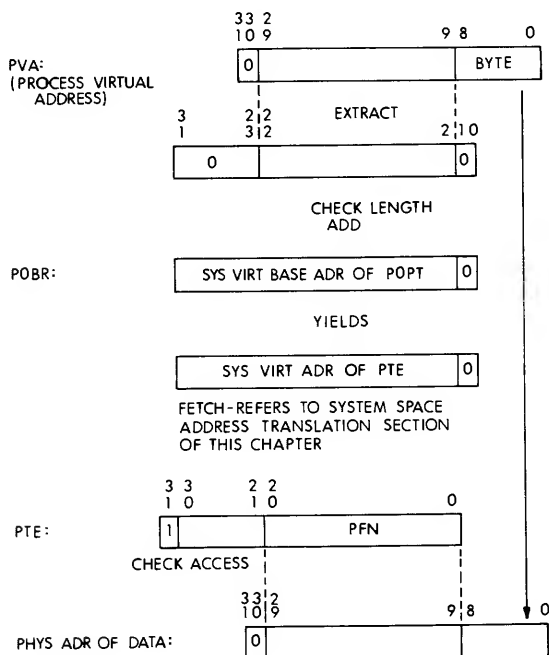 33 2
10 9 9 8 0
PVA: 0 BYTE
(PROCESS VIRTUAL
ADDRESS)
EXTRACT
3 2 2
1 3 2 2 1 0
0 0
CHECK LENGTH
ADD
POBR: SYS VIRT BASE ADR OF POPT 0
YIELDS
SYS VIRT ADR OF PTE 0
FETCH-REFERS TO SYSTEM SPACE
ADDRESS TRANSLATION SECTION
OF THIS CHAPTER
3 3 2 2
1 0 1 0 0
PTE: 1 PFN
CHECK ACCESS
33 2
10 9 9 8 0
PHYS ADR OF DATA: 0